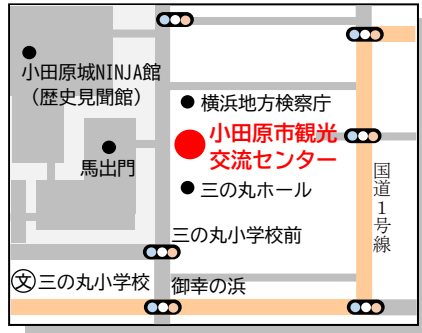 小田原城NINJA館
（歴史見聞館）
横浜地方検察庁
小田原市観光
交流センター
馬出門
三の丸ホール
国道1号線
三の丸小学校前
文三の丸小学校
御幸の浜